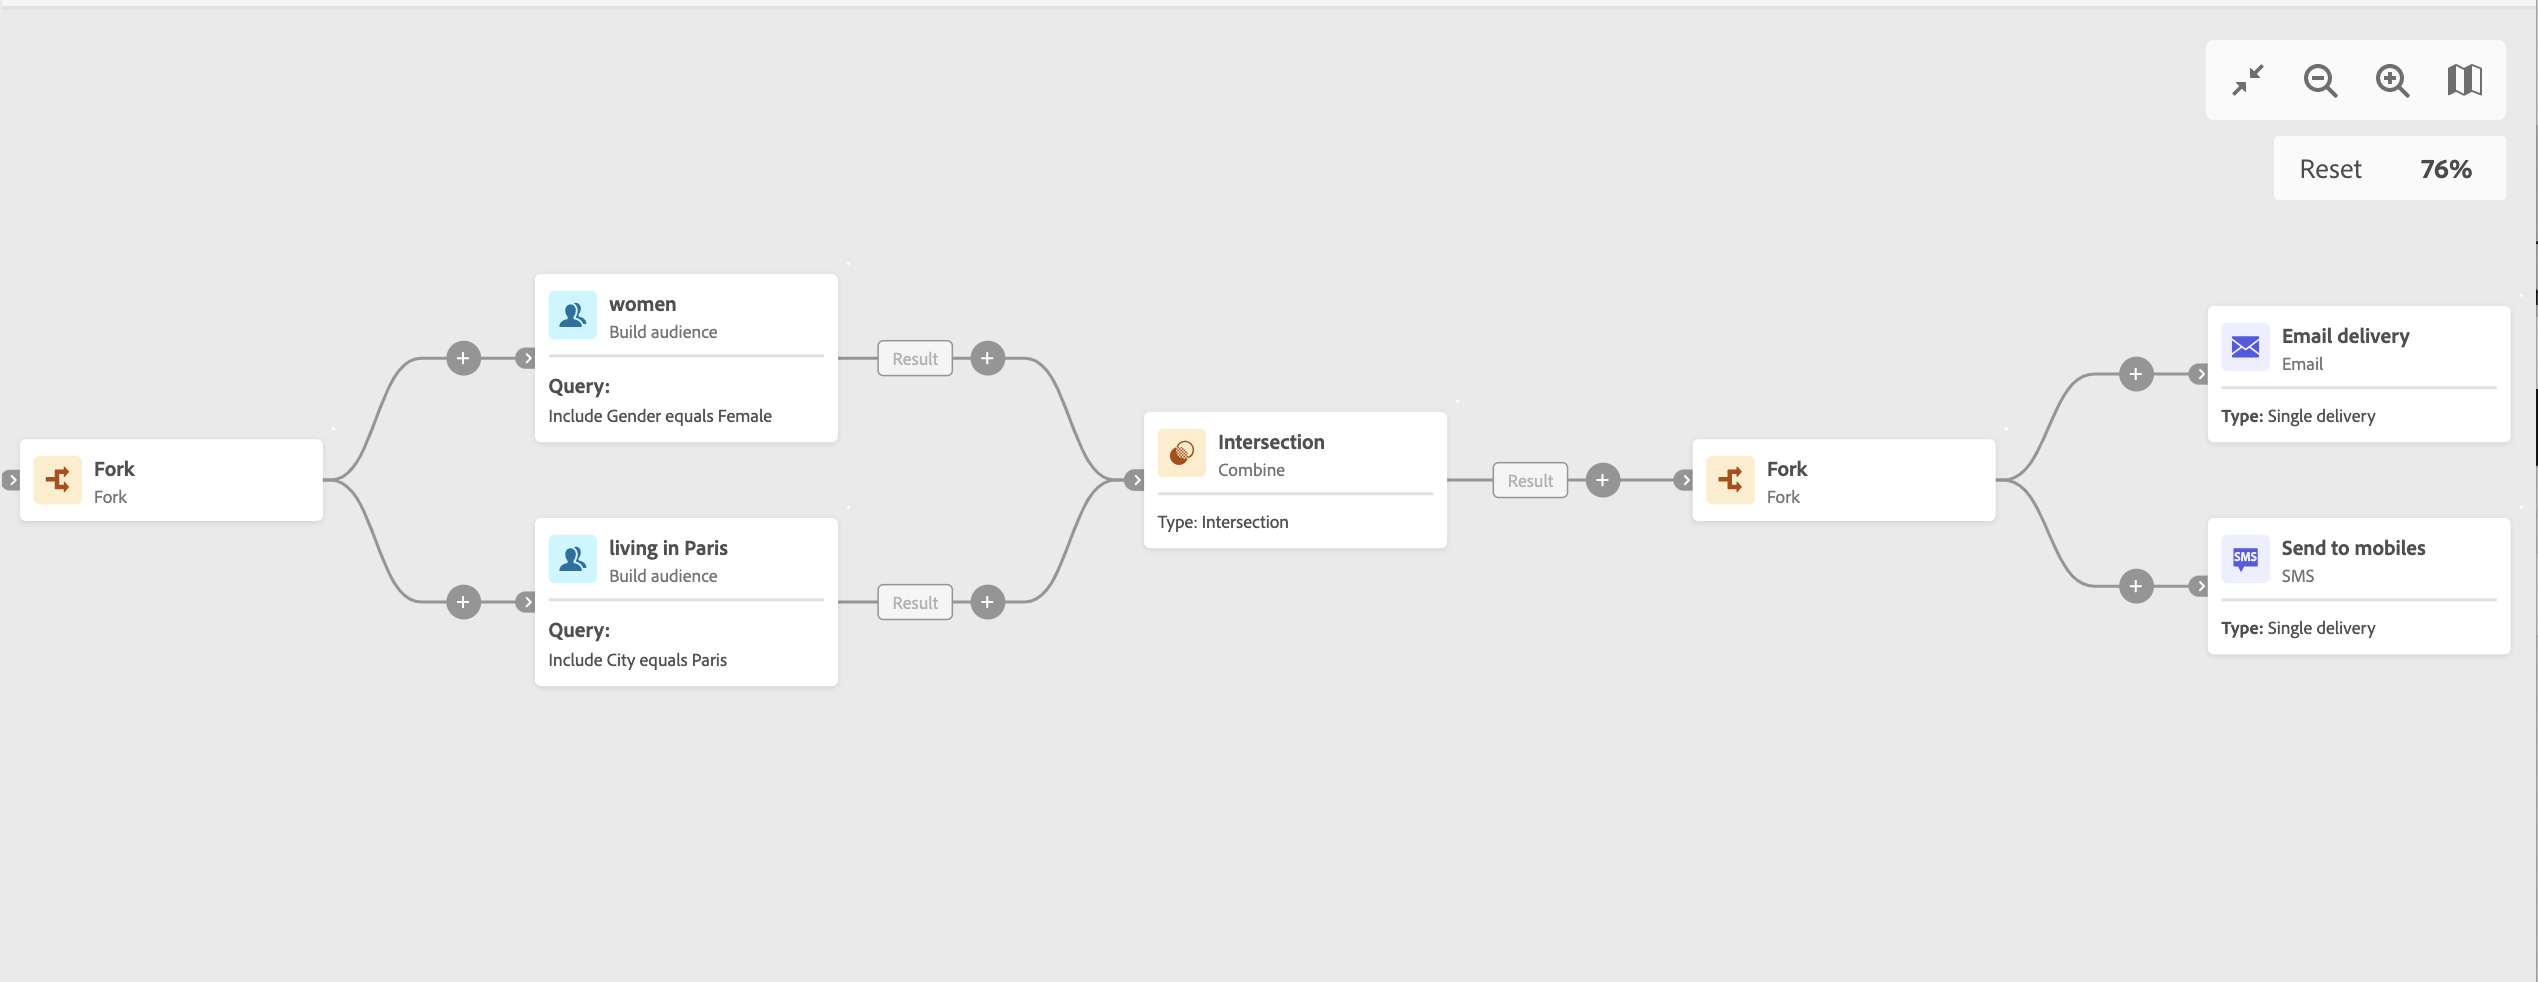 Reset 76%
Fork
Fork
women
Build audience
Query:
Include Gender equals Female
Result
living in Paris
Build audience
Query:
Include City equals Paris
Result
Intersection
Combine
Type: Intersection
Result
Fork
Fork
Email delivery
Email
Type: Single delivery
Send to mobiles
SMS
SMS
Type: Single delivery